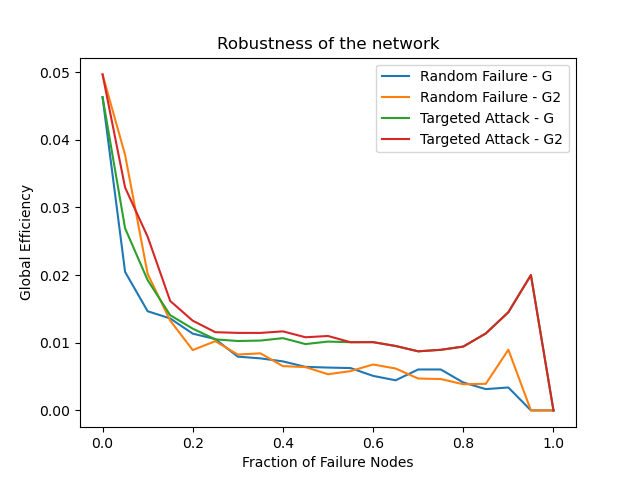 Robustness of the network
Random Failure - G
Random Failure - G2
Targeted Attack - G
Targeted Attack - G2
Global Efficiency
0.05
0.04
0.03
0.02
0.01
0.00
0.0 0.2 0.4 0.6 0.8 1.0
Fraction of Failure Nodes